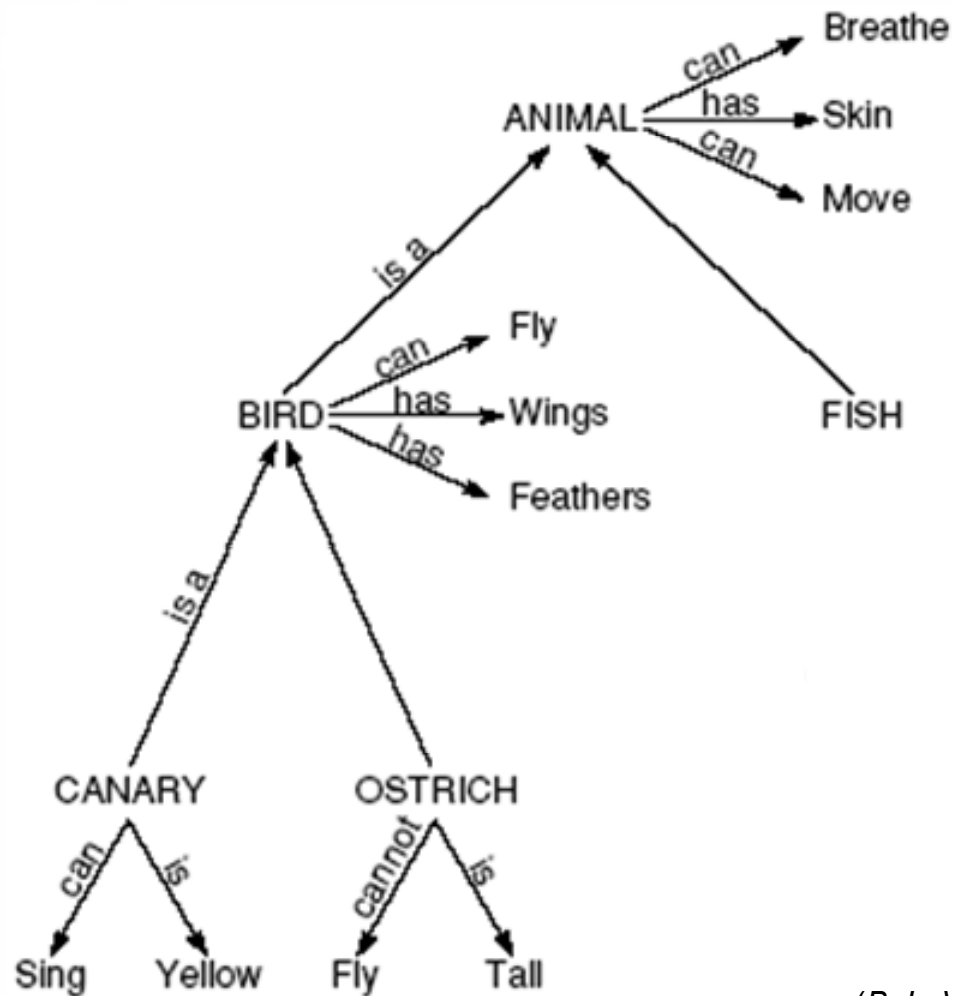 Breathe
can
ANIMAL has Skin
can
Move
is a
Fly
can
BIRD has Wings FISH
has
Feathers
is a
CANARY OSTRICH
can is cannot is
Sing Yellow Fly Tall